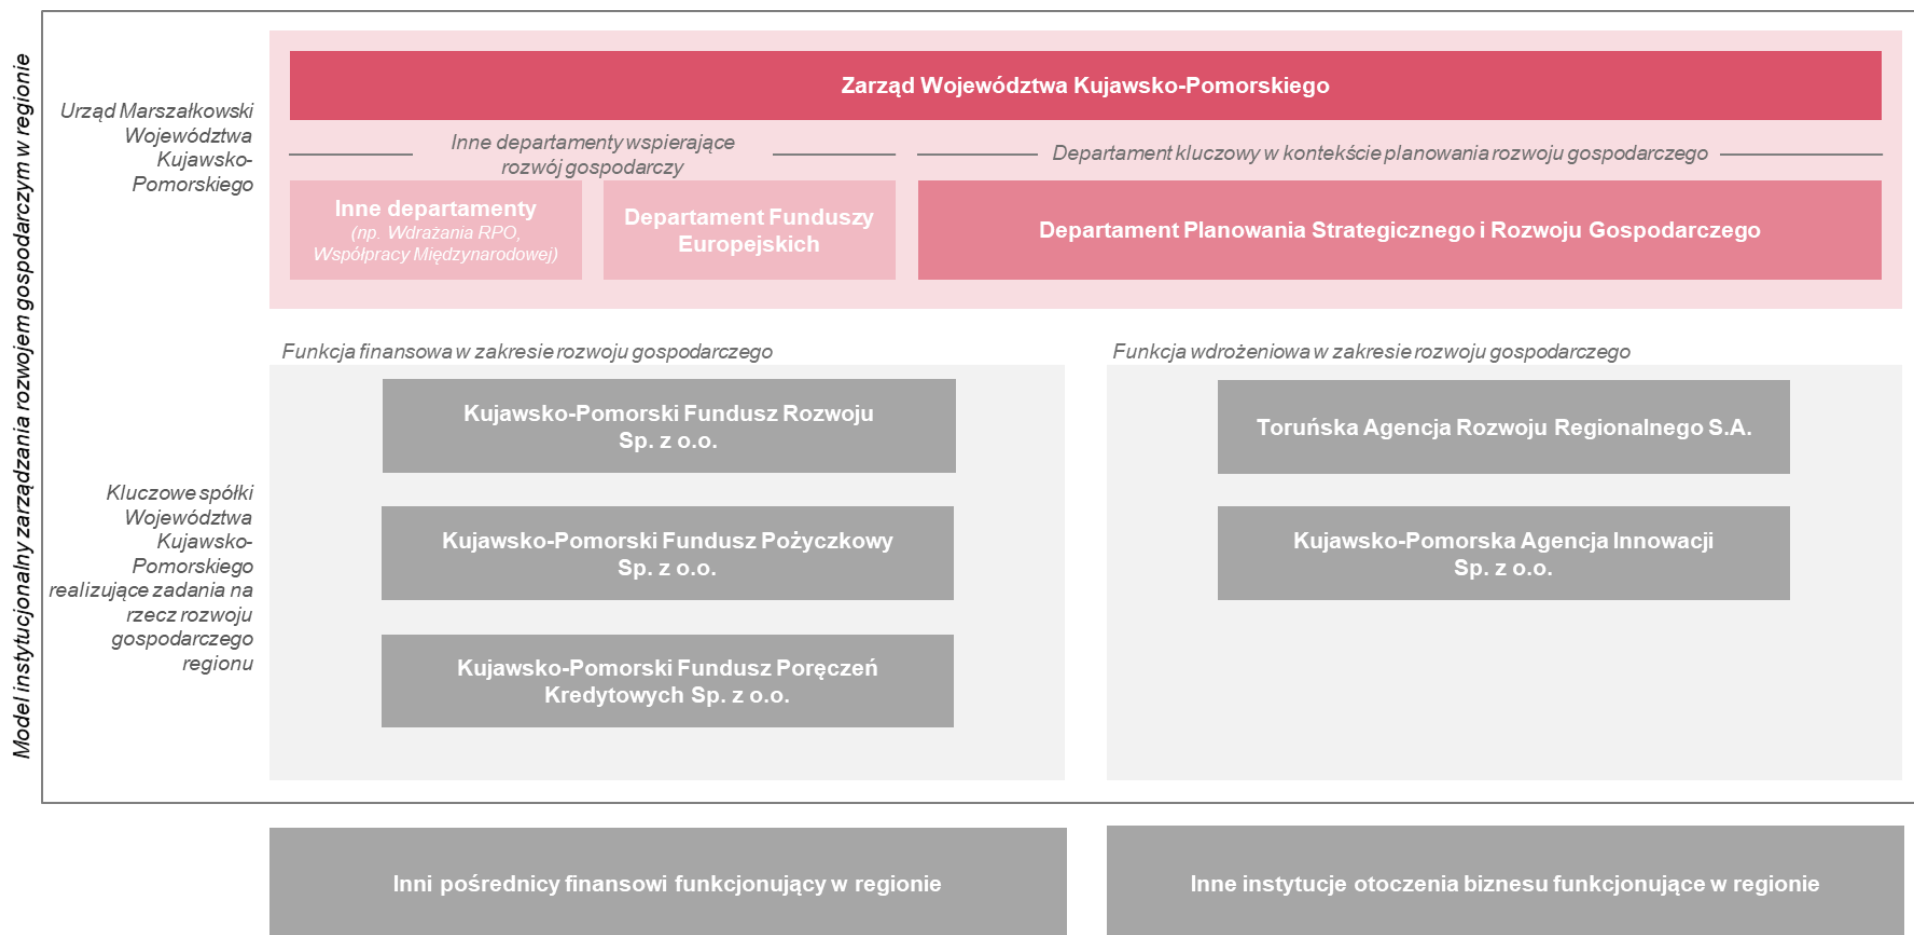 Model instytucjonalny zarządzania rozwojem gospodarczym w regionie
Urząd Marszałkowski
Województwa
Kujawsko-
Pomorskiego
Zarząd Województwa Kujawsko-Pomorskiego
Inne departamenty wspierające
rozwój gospodarczy
Departament kluczowy w kontekście planowania rozwoju gospodarczego
Inne departamenty
(np. Wdrażania RPO,
Współpracy Międzynarodowej)
Departament Funduszy
Europejskich
Departament Planowania Strategicznego i Rozwoju Gospodarczego
Funkcja finansowa w zakresie rozwoju gospodarczego
Funkcja wdrożeniowa w zakresie rozwoju gospodarczego
Kluczowe spółki
Województwa
Kujawsko-
Pomorskiego
realizujące zadania na
rzecz rozwoju
gospodarczego
regionu
Kujawsko-Pomorski Fundusz Rozwoju
Sp. z o.o.
Kujawsko-Pomorski Fundusz Pożyczkowy
Sp. z o.o.
Kujawsko-Pomorski Fundusz Poręczeń
Kredytowych Sp. z o.o.
Toruńska Agencja Rozwoju Regionalnego S.A.
Kujawsko-Pomorska Agencja Innowacji
Sp. z o.o.
Inni pośrednicy finansowi funkcjonujący w regionie
Inne instytucje otoczenia biznesu funkcjonujące w regionie